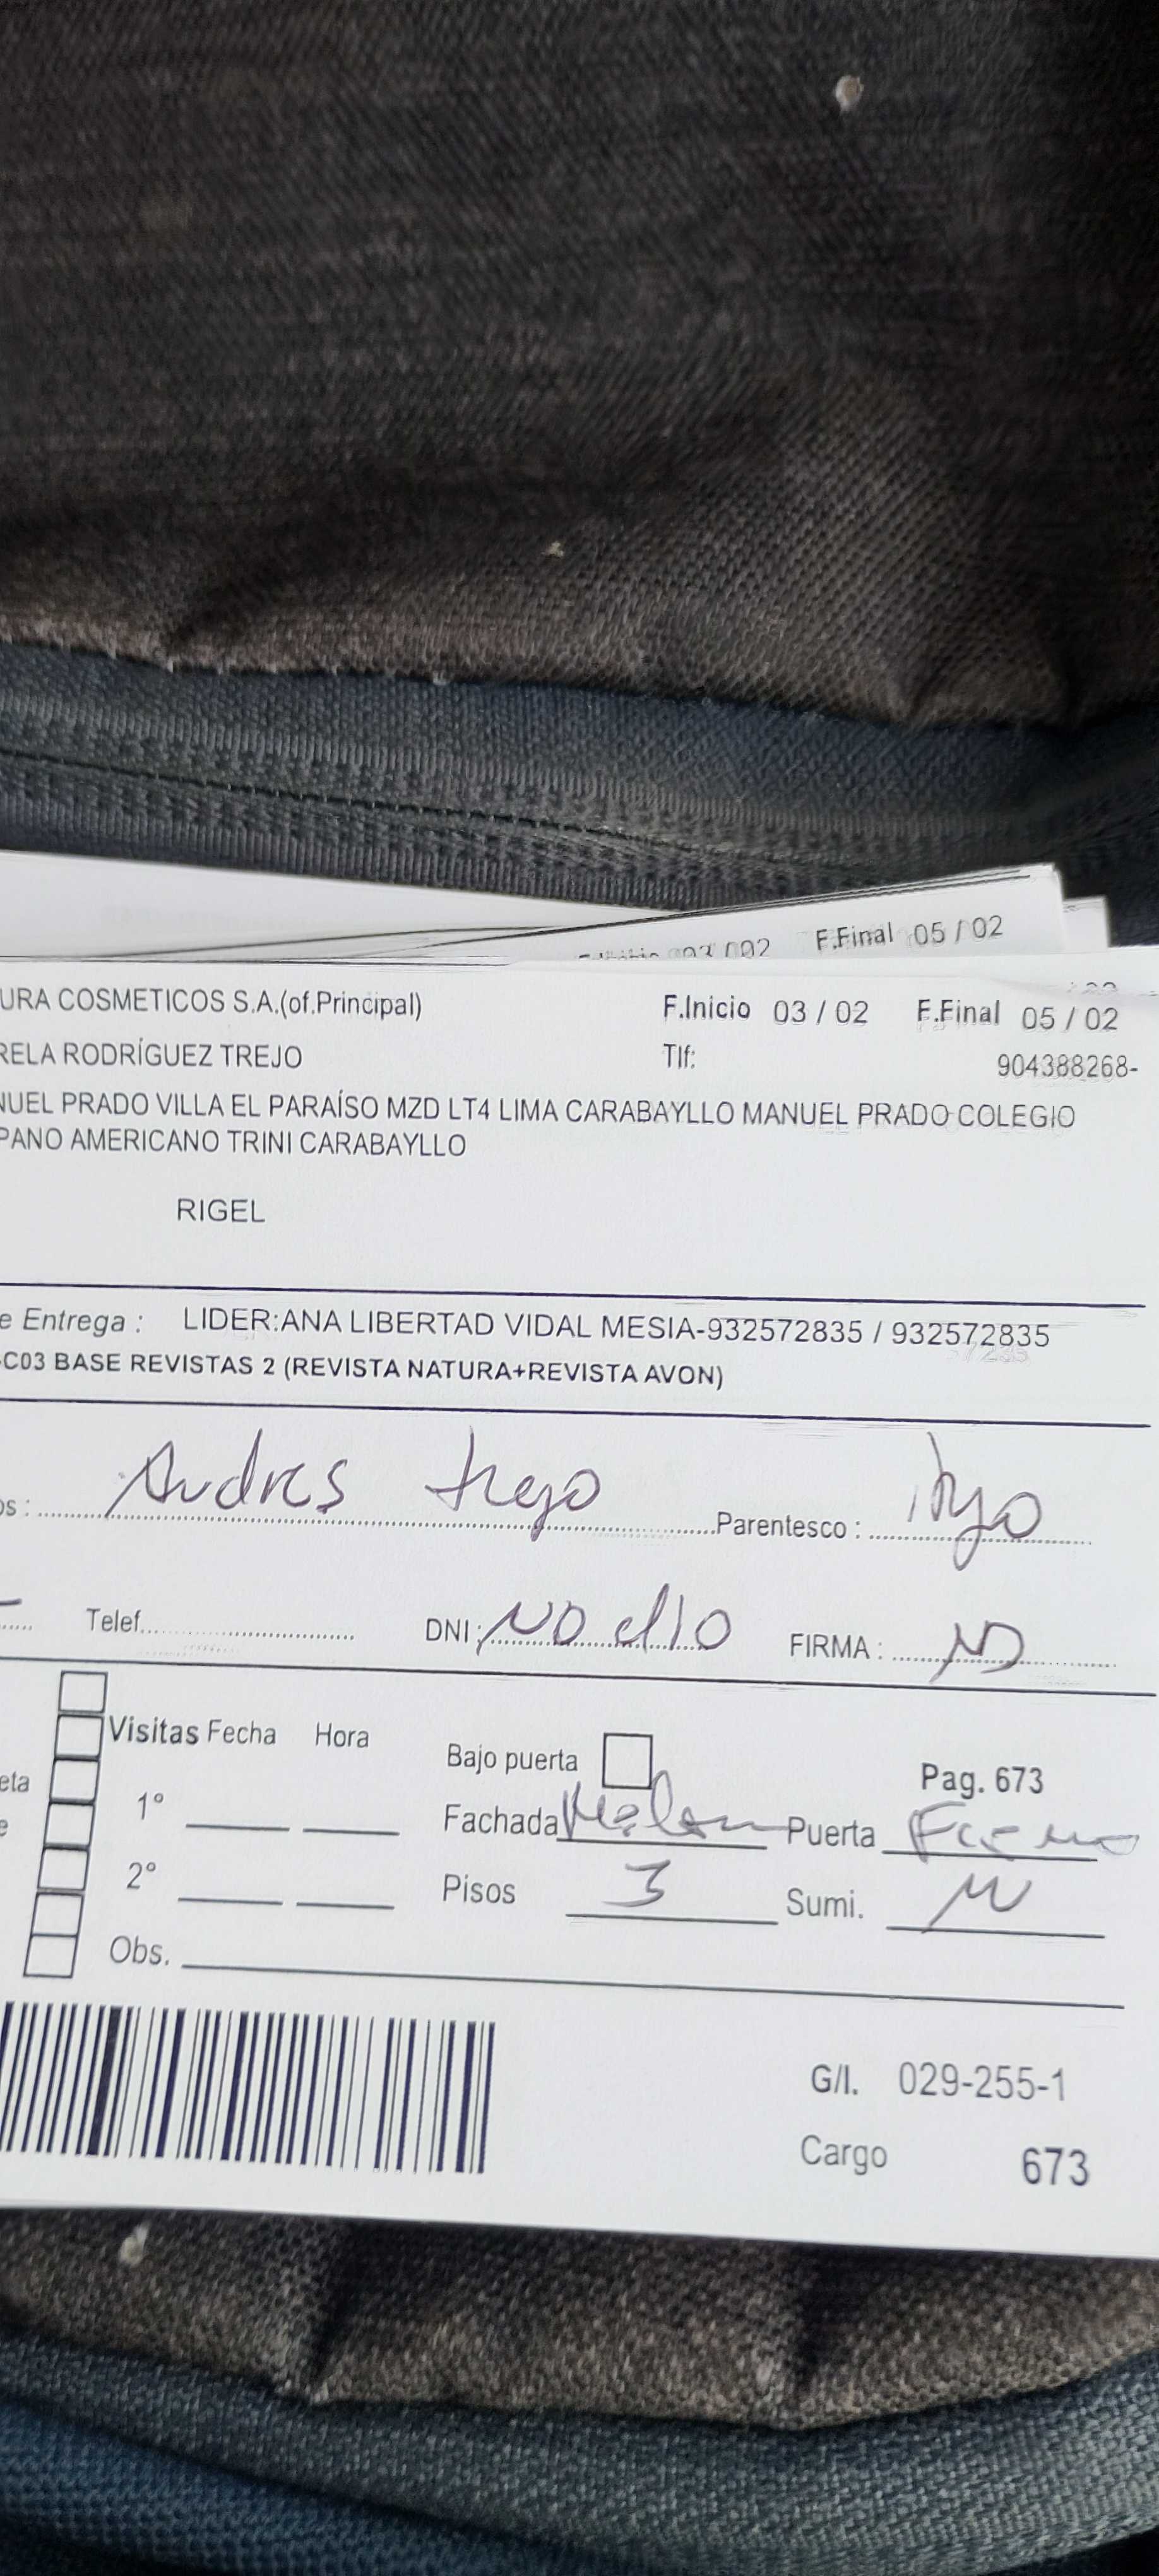 F.Final 05 / 02
URA COSMETICOS S.A.(of.Principal) F.Inicio 03 / 02 F.Final 05 / 02
RELA RODRÍGUEZ TREJO Tlf: 904388268-
NUEL PRADO VILLA EL PARAÍSO MZD LT4 LIMA CARABAYLLO MANUEL PRADO COLEGIO
PANO AMERICANO TRINI CARABAYLLO
RIGEL
e Entrega : LIDER:ANA LIBERTAD VIDAL MESIA-932572835 / 932572835
-C03 BASE REVISTAS 2 (REVISTA NATURA+REVISTA AVON)
os : Andres trejo Parentesco :
Telef. DNI : NO dio FIRMA :
Visitas Fecha Hora
Bajo puerta Pag. 673
eta
1° Fachada Puerta Fierro
e
2° Pisos 3 Sumi.
Obs.
G/I. 029-255-1
Cargo 673